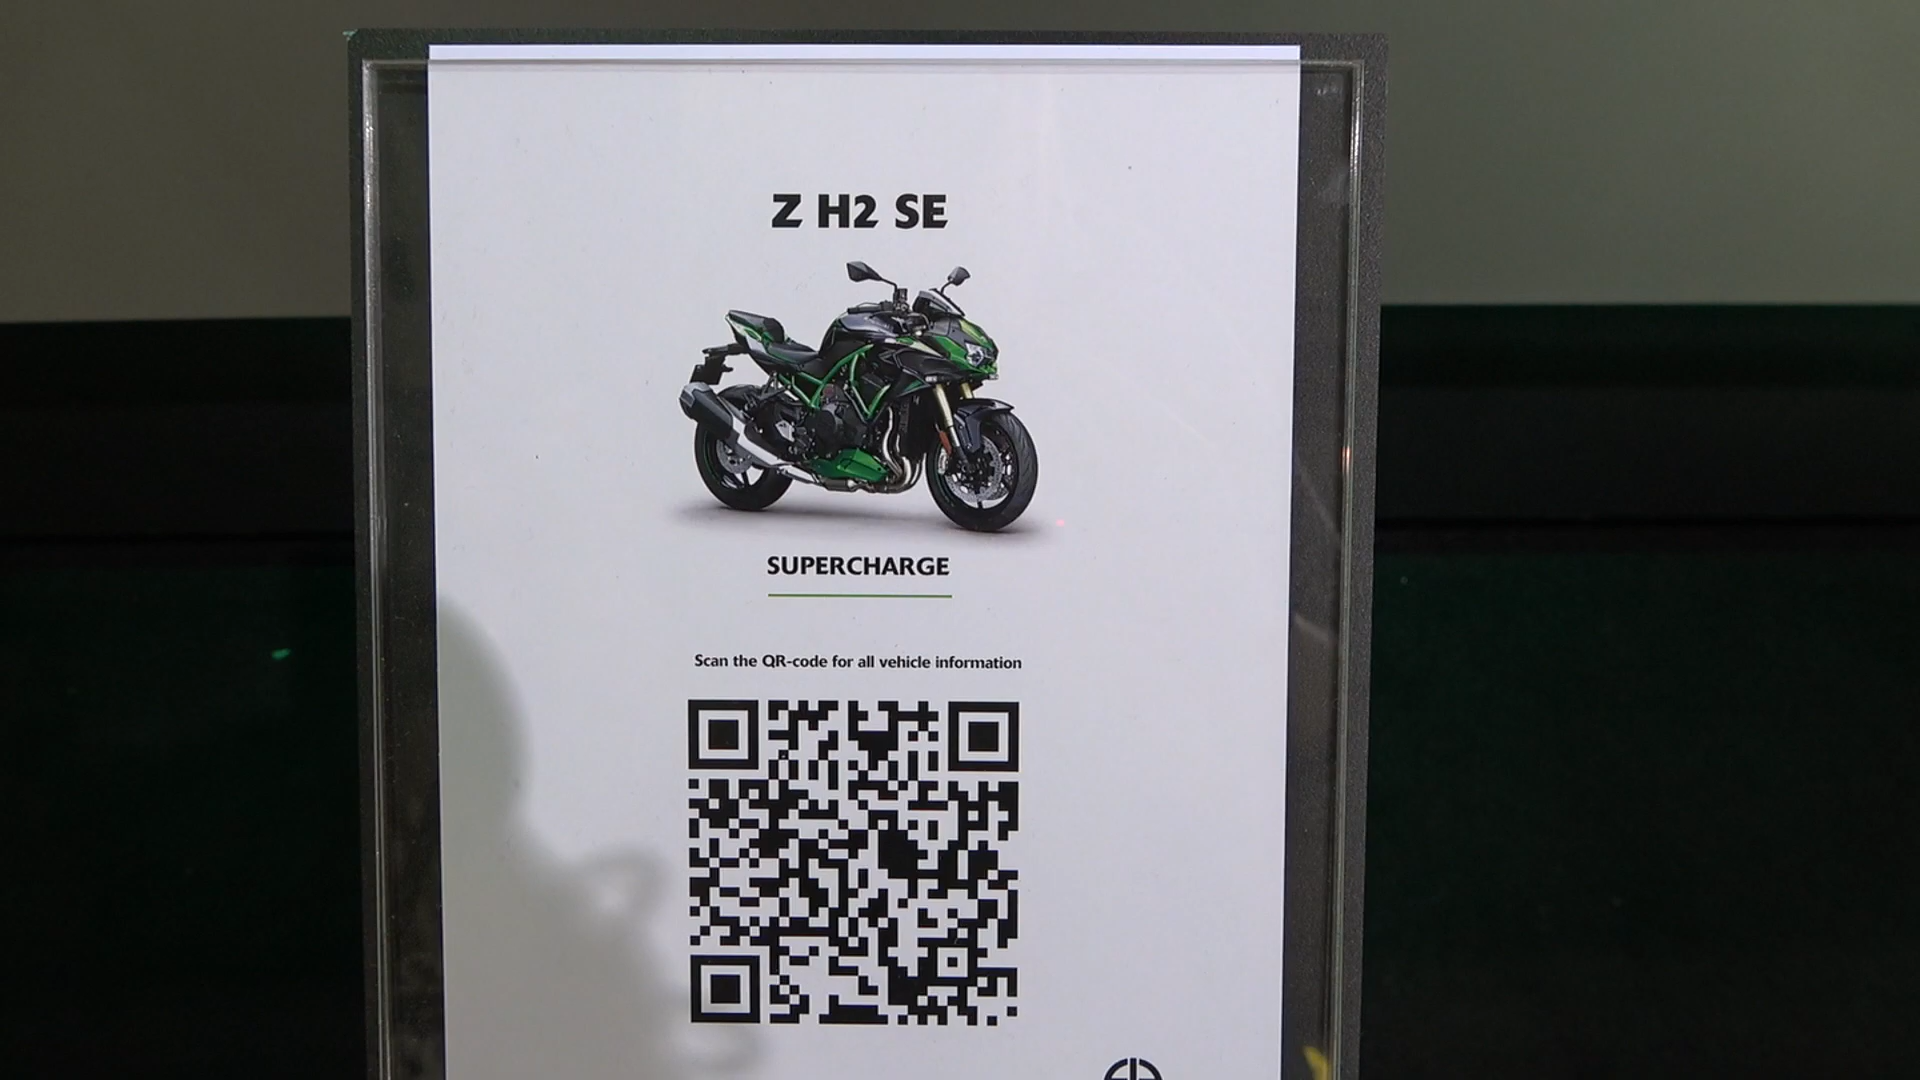 Z H2 SE
SUPERCHARGE
Scan the QR-code for all vehicle information